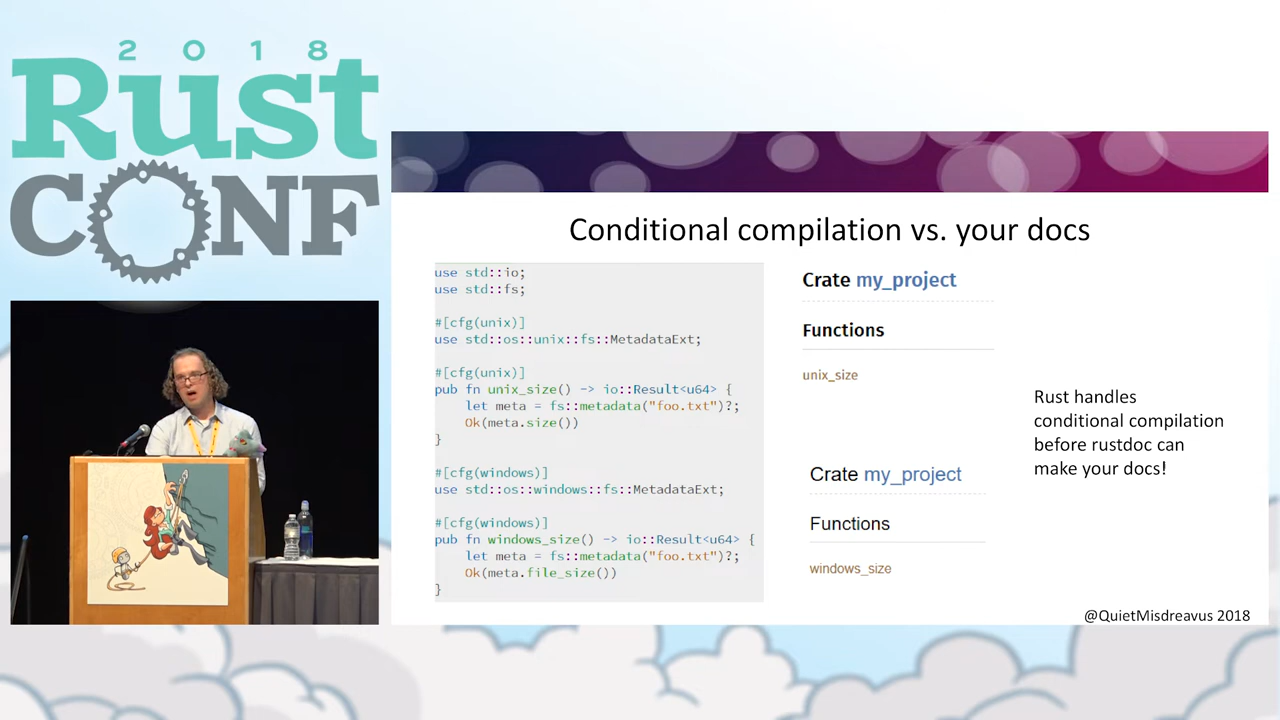 2018
Rust
CONF
Conditional compilation vs. your docs
use std::io;
use std::fs;
#[cfg(unix)]
use std::os::unix::fs::MetadataExt;
#[cfg(unix)]
pub fn unix_size() -> io::Result<u64> {
    let meta = fs::metadata("foo.txt")?;
    Ok(meta.size())
}
#[cfg(windows)]
use std::os::windows::fs::MetadataExt;
#[cfg(windows)]
pub fn windows_size() -> io::Result<u64> {
    let meta = fs::metadata("foo.txt")?;
    Ok(meta.file_size())
}
Crate my_project
Functions
unix_size
Crate my_project
Functions
windows_size
Rust handles
conditional compilation
before rustdoc can
make your docs!
@QuietMisdreavus 2018